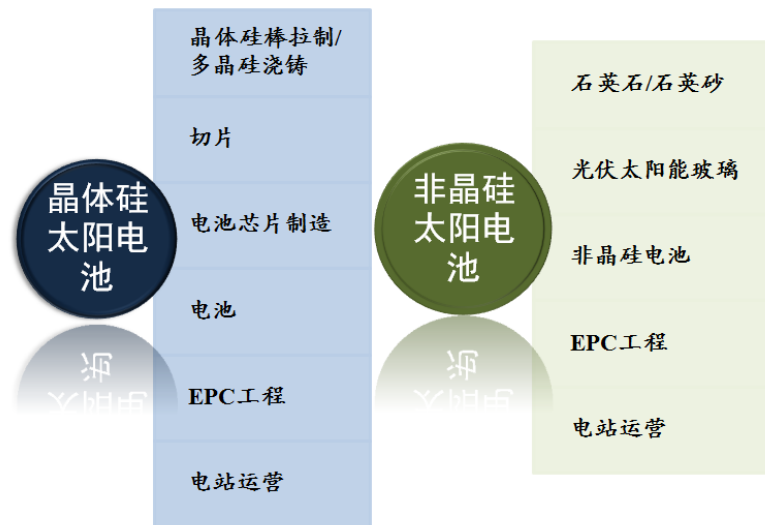 晶体硅
太阳电
池
晶体硅棒拉制/
多晶硅浇铸
切片
电池芯片制造
电池
EPC工程
电站运营
非晶硅
太阳电
池
石英石/石英砂
光伏太阳能玻璃
非晶硅电池
EPC工程
电站运营